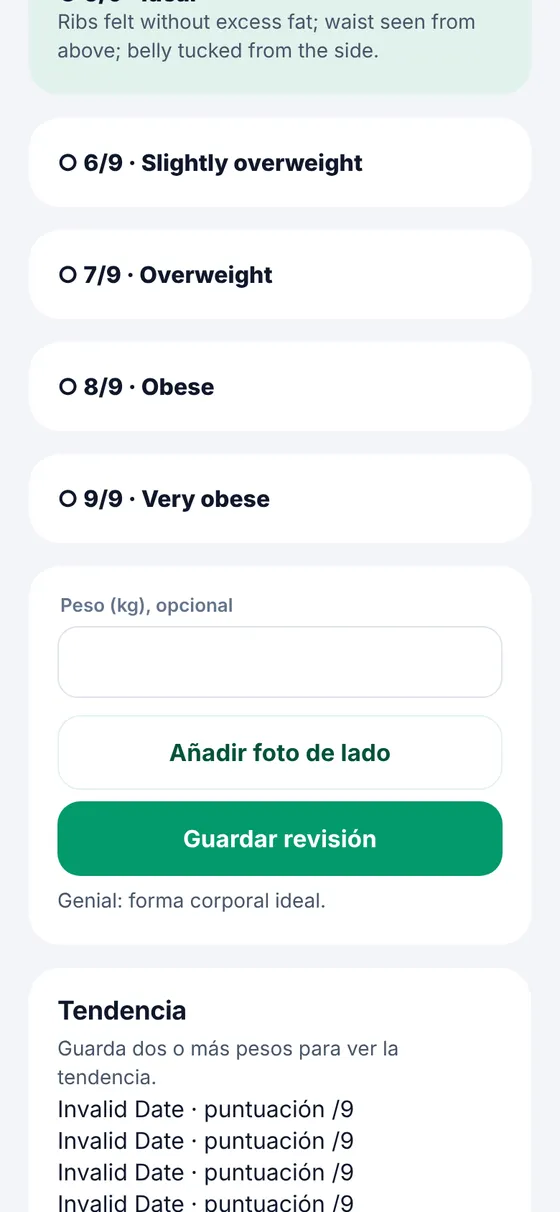 Ribs felt without excess fat; waist seen from
above; belly tucked from the side.
O 6/9 · Slightly overweight
O 7/9 · Overweight
O 8/9 · Obese
O 9/9 · Very obese
Peso (kg), opcional
Añadir foto de lado
Guardar revisión
Genial: forma corporal ideal.
Tendencia
Guarda dos o más pesos para ver la
tendencia.
Invalid Date · puntuación /9
Invalid Date · puntuación /9
Invalid Date · puntuación /9
Invalid Date · puntuación /9